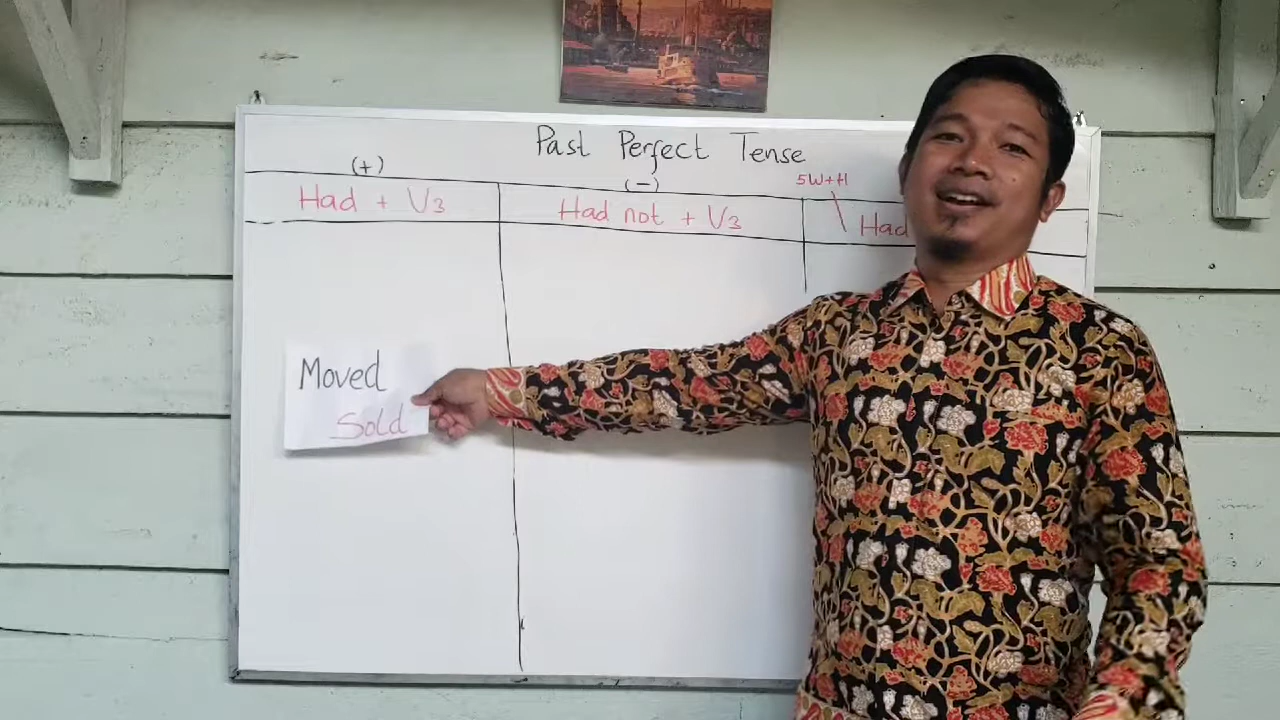 Past Perfect Tense
(+)
(-)
5W+H
Had + V3
Had not + V3
Had
Moved
Sold